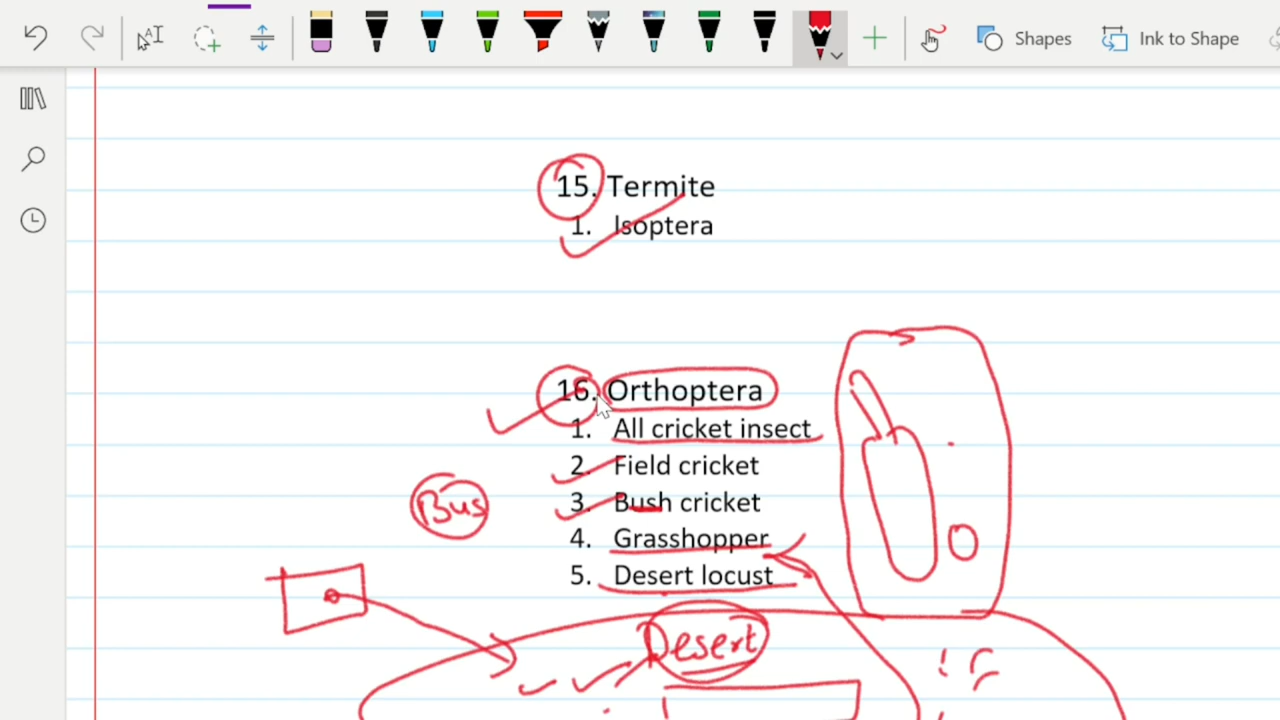 Shapes
Ink to Shape
15. Termite
1. Isoptera
16. Orthoptera
1. All cricket insect
2. Field cricket
3. Bush cricket
Bus
4. Grasshopper
5. Desert locust
Desert